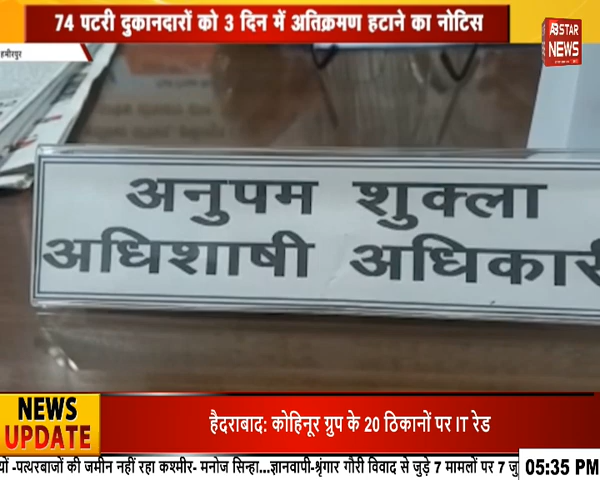 74 पटरी दुकानदारों को 3 दिन में अतिक्रमण हटाने का नोटिस
हमीरपुर
A3 STAR
NEWS
अनुपम शुक्ला
अधिशाषी अधिकारी
NEWS
UPDATE
हैदराबाद: कोहिनूर ग्रुप के 20 ठिकानों पर IT रेड
यों -पत्थरबाजों की जमीन नहीं रहा कश्मीर- मनोज सिन्हा...ज्ञानवापी-श्रृंगार गौरी विवाद से जुड़े 7 मामलों पर 7 जु
05:35 PM